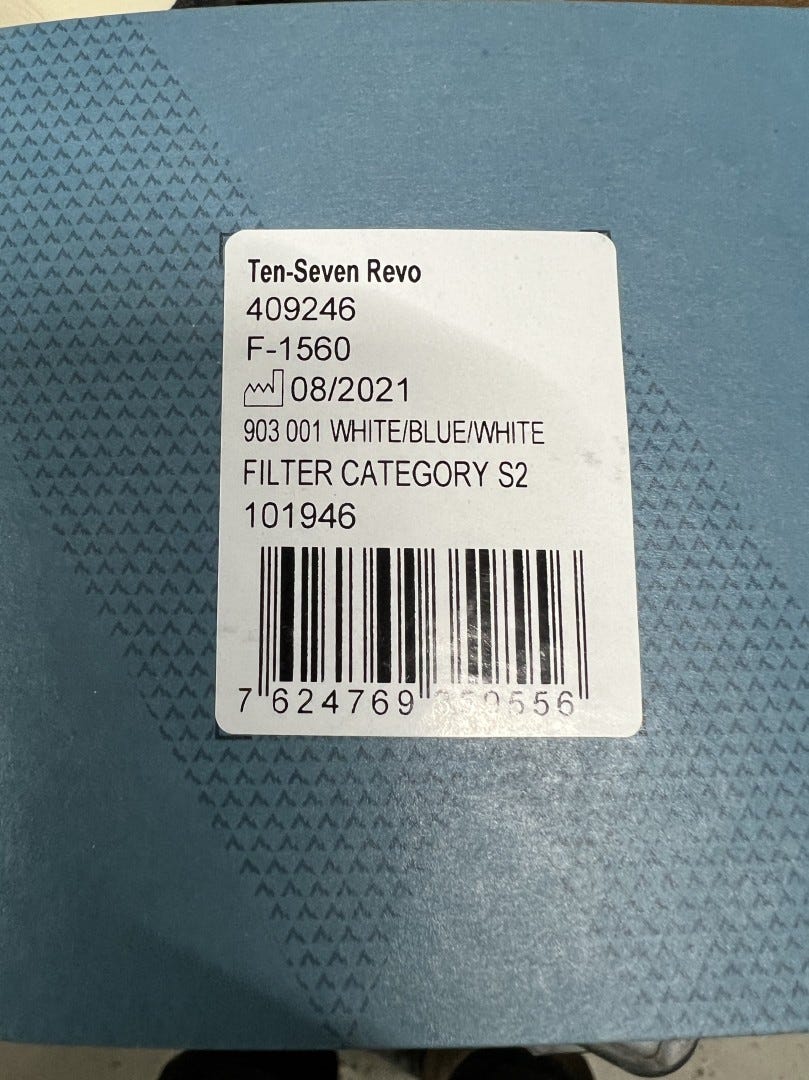 Ten-Seven Revo
409246
F-1560
08/2021
903 001 WHITE/BLUE/WHITE
FILTER CATEGORY S2
101946
7 624769